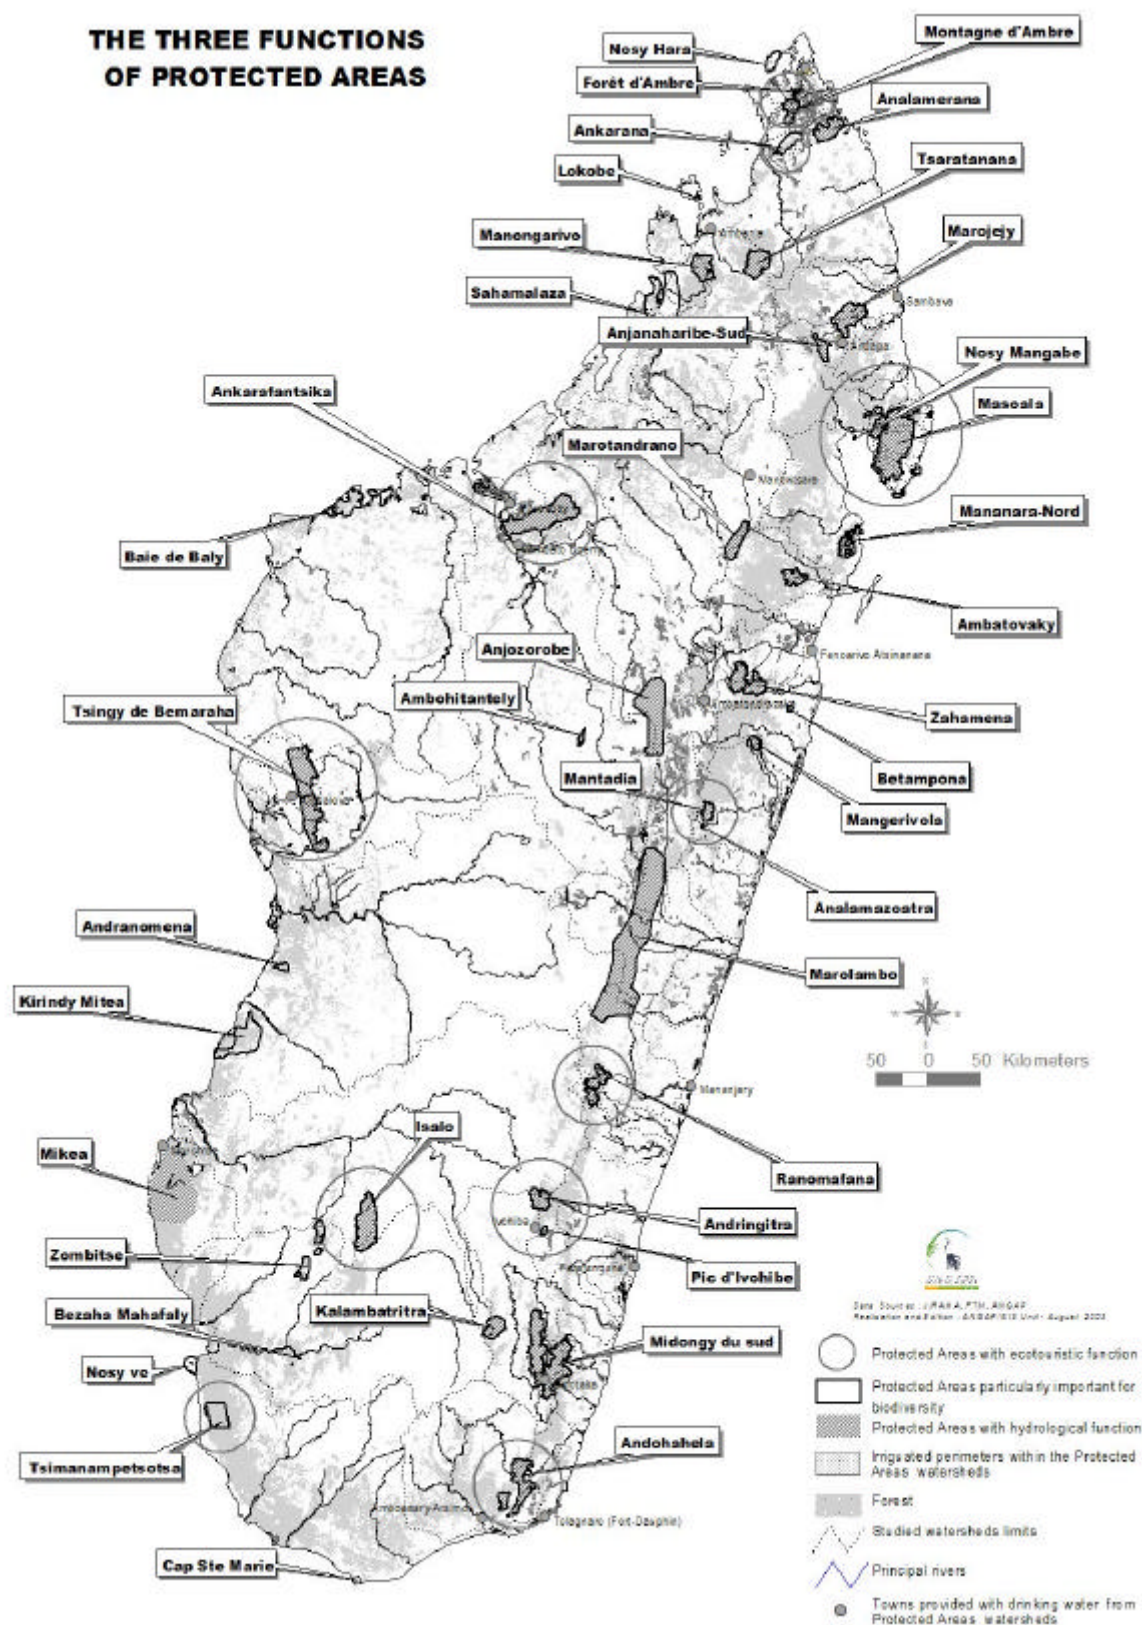 THE THREE FUNCTIONS
OF PROTECTED AREAS
Montagne d'Ambre
Nosy Hara
Forêt d'Ambre
Analamerana
Ankarana
Tsaratanana
Lokobe
Manongarivo
Marojejy
Sahamalaza
Sambava
Anjanaharibe-Sud
Andapa
Nosy Mangabe
Ankarafantsika
Masoala
Marotandrano
Mananara-Nord
Baie de Baly
Ambatovaky
Anjozorobe
Fenoarivo Atsinanana
Ambohitantely
Tsingy de Bemaraha
Zahamena
Mantadia
Betampona
Mangerivola
Analamazoatra
Andranomena
Marolambo
Kirindy Mitea
50 0 50 Kilometers
Mananjary
Isalo
Mikea
Ranomafana
Andringitra
Ivohibe
Zombitse
Pic d'Ivohibe
Bezaha Mahafaly
Kalambatritra
Midongy du sud
Nosy ve
Andohahela
Tsimanampetsotsa
Tolagnaro (Fort-Dauphin)
Cap Ste Marie
Protected Areas with ecotouristic function
Protected Areas particularly important for
biodiversity
Protected Areas with hydrological function
Irriguated perimeters within the Protected
Areas watersheds
Forest
Studied watersheds limits
Principal rivers
Towns provided with drinking water from
Protected Areas watersheds